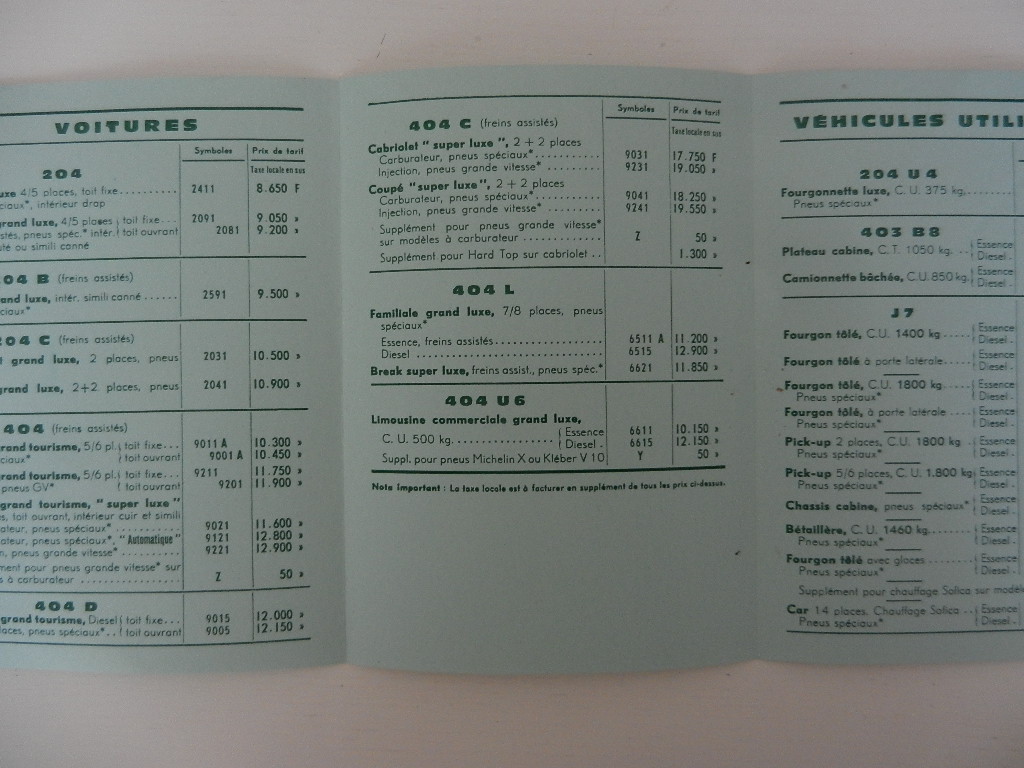 VOITURES
Symboles Prix de tarif
Taxe locale en sus
204
4/5 places, toit fixe.......... 2411 8.650 F
intérieur drap
grand luxe, 4/5 places toit fixe... 2091 9.050 »
pneus spéc.* intér. toit ouvrant 2081 9.200 »
ou simili canné
B (freins assistés)
luxe, intér. simili canné ...... 2591 9.500 »
C (freins assistés)
grand luxe, 2 places, pneus 2031 10.500 »
grand luxe, 2+2 places, pneus 2041 10.900 »
404 (freins assistés)
grand tourisme, 5/6 pl. toit fixe... 9011 A 10.300 »
toit ouvrant 9001 A 10.450 »
grand tourisme, 5/6 pl. toit fixe... 9211 11.750 »
pneus GV* toit ouvrant 9201 11.900 »
grand tourisme, "super luxe"
toit ouvrant, intérieur cuir et simili
pneus spéciaux* .......... 9021 11.600 »
pneus spéciaux*, "Automatique" 9121 12.800 »
pneus grande vitesse* ........ 9221 12.900 »
pour pneus grande vitesse* sur
à carburateur ................ Z 50 »
404 D
grand tourisme, Diesel toit fixe... 9015 12.000 »
pneus spéciaux*.. toit ouvrant 9005 12.150 »
Symboles Prix de tarif
Taxe locale en sus
404 C (freins assistés)
Cabriolet "super luxe", 2 + 2 places
Carburateur, pneus spéciaux*.......... 9031 17.750 F
Injection, pneus grande vitesse* ........ 9231 19.050 »
Coupé "super luxe", 2 + 2 places
Carburateur, pneus spéciaux*.......... 9041 18.250 »
Injection, pneus grande vitesse* ........ 9241 19.550 »
Supplément pour pneus grande vitesse*
sur modèles à carburateur ............. Z 50 »
Supplément pour Hard Top sur cabriolet .. 1.300 »
404 L
Familiale grand luxe, 7/8 places, pneus
spéciaux*
Essence, freins assistés.................. 6511 A 11.200 »
Diesel ............................... 6515 12.900 »
Break super luxe, freins assist., pneus spéc.* 6621 11.850 »
404 U6
Limousine commerciale grand luxe,
C. U. 500 kg................. Essence 6611 10.150 »
Diesel . 6615 12.150 »
Suppl. pour pneus Michelin X ou Kléber V 10 Y 50 »
Nota important : La taxe locale est à facturer en supplément de tous les prix ci-dessus.
VÉHICULES UTILI
204 U4
Fourgonnette luxe, C. U. 375 kg......
Pneus spéciaux*
403 B8
Plateau cabine, C. T. 1050 kg. .. Essence
Diesel .
Camionnette bâchée, C.U. 850 kg. Essence
Diesel .
J7
Fourgon tôlé, C.U. 1400 kg..... Essence
Diesel.
Fourgon tôlé à porte latérale..... Essence
Diesel.
Fourgon tôlé, C.U. 1800 kg..... Essence
Pneus spéciaux* Diesel.
Fourgon tôlé, à porte latérale .... Essence
Pneus spéciaux* Diesel.
Pick-up 2 places, C.U. 1800 kg Essence
Pneus spéciaux* Diesel.
Pick-up 5/6 places, C.U. 1.800 kg Essence
Pneus spéciaux* Diesel.
Chassis cabine, pneus spéciaux* Essence
Diesel.
Bétaillère, C. U. 1460 kg...... Essence
Pneus spéciaux* Diesel.
Fourgon tôlé avec glaces ....... Essence
Pneus spéciaux* Diesel.
Supplément pour chauffage Sofica sur modèl
Car 14 places. Chauffage Sofica .. Essence
Pneus spéciaux* Diesel.